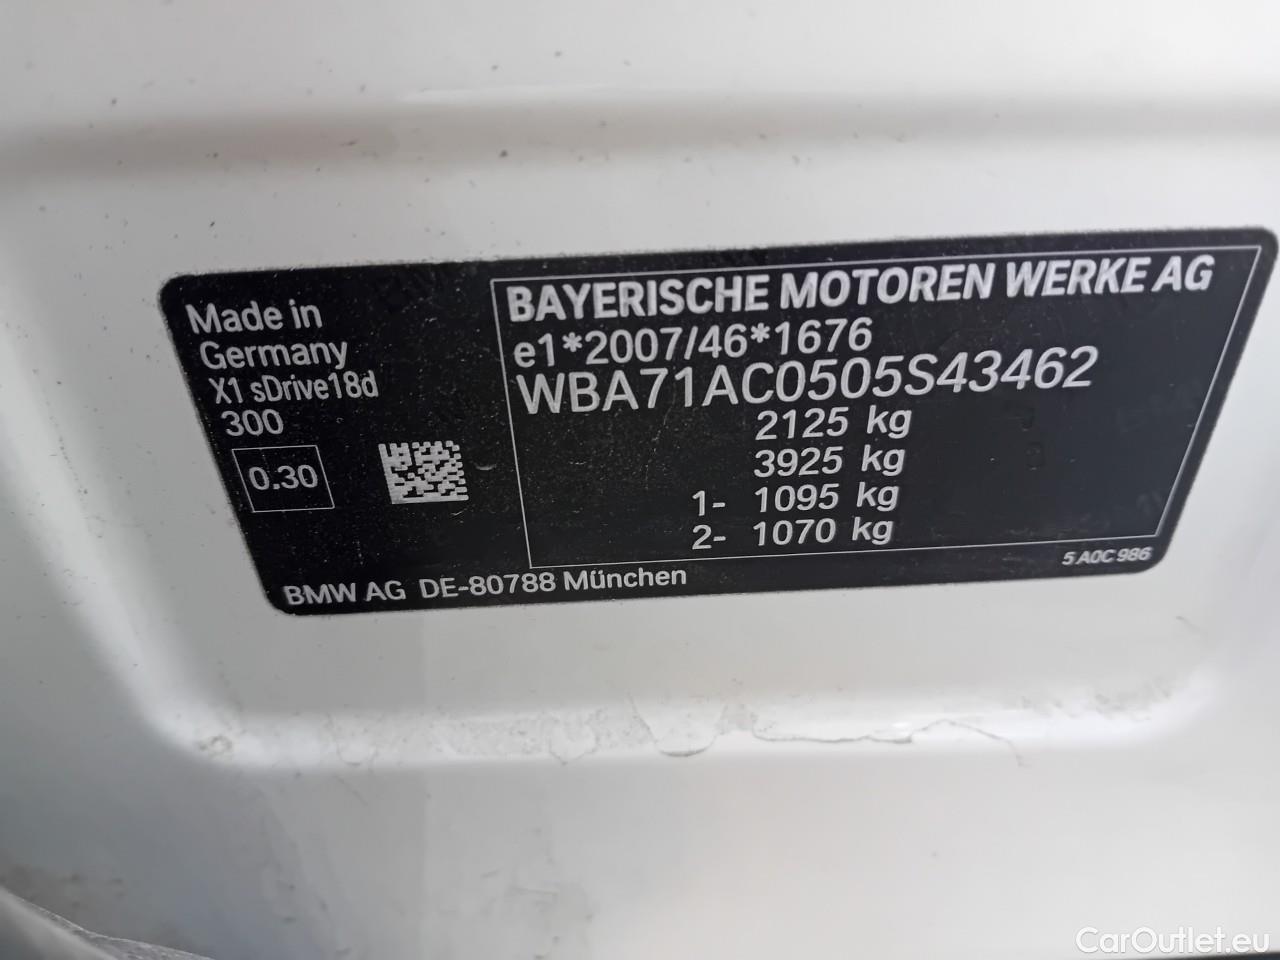 Made in
Germany
X1 sDrive18d
300
0.30
BAYERISCHE MOTOREN WERKE AG
e1*2007/46*1676
WBA71AC0505S43462
2125 kg
3925 kg
1- 1095 kg
2- 1070 kg
5 A0C 986
BMW AG DE-80788 München
CarOutlet.eu